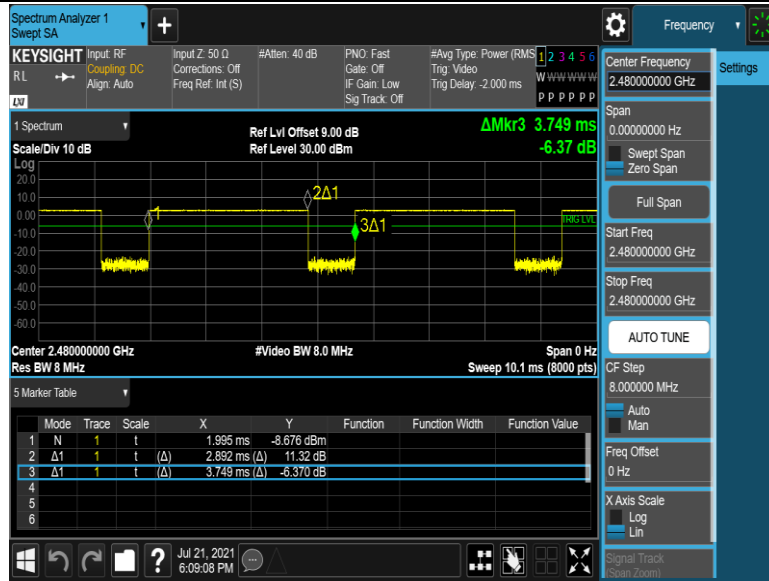 Spectrum Analyzer 1
Swept SA
Frequency
KEYSIGHT
RL
LXI
Input: RF
Coupling: DC
Align: Auto
Input Z: 50 Ω
Corrections: Off
Freq Ref: Int (S)
#Atten: 40 dB
PNO: Fast
Gate: Off
IF Gain: Low
Sig Track: Off
#Avg Type: Power (RMS
Trig: Video
Trig Delay: -2.000 ms
1 2 3 4 5 6
W W W W W W
P P P P P P
1 Spectrum
Scale/Div 10 dB
Ref Lvl Offset 9.00 dB
Ref Level 30.00 dBm
ΔMkr3 3.749 ms
-6.37 dB
Log
20.0
10.0
0.00
-10.0
-20.0
-30.0
-40.0
-50.0
-60.0
1
2Δ1
3Δ1
TRIG LVL
Center 2.480000000 GHz
#Video BW 8.0 MHz
Span 0 Hz
Res BW 8 MHz
Sweep 10.1 ms (8000 pts)
5 Marker Table
Mode Trace Scale X Y Function Function Width Function Value
1 N 1 t 1.995 ms -8.676 dBm
2 Δ1 1 t (Δ) 2.892 ms (Δ) 11.32 dB
3 Δ1 1 t (Δ) 3.749 ms (Δ) -6.370 dB
4
5
6
Jul 21, 2021
6:09:08 PM
Center Frequency
2.480000000 GHz
Settings
Span
0.00000000 Hz
Swept Span
Zero Span
Full Span
Start Freq
2.480000000 GHz
Stop Freq
2.480000000 GHz
AUTO TUNE
CF Step
8.000000 MHz
Auto
Man
Freq Offset
0 Hz
X Axis Scale
Log
Lin
Signal Track
(Span Zoom)